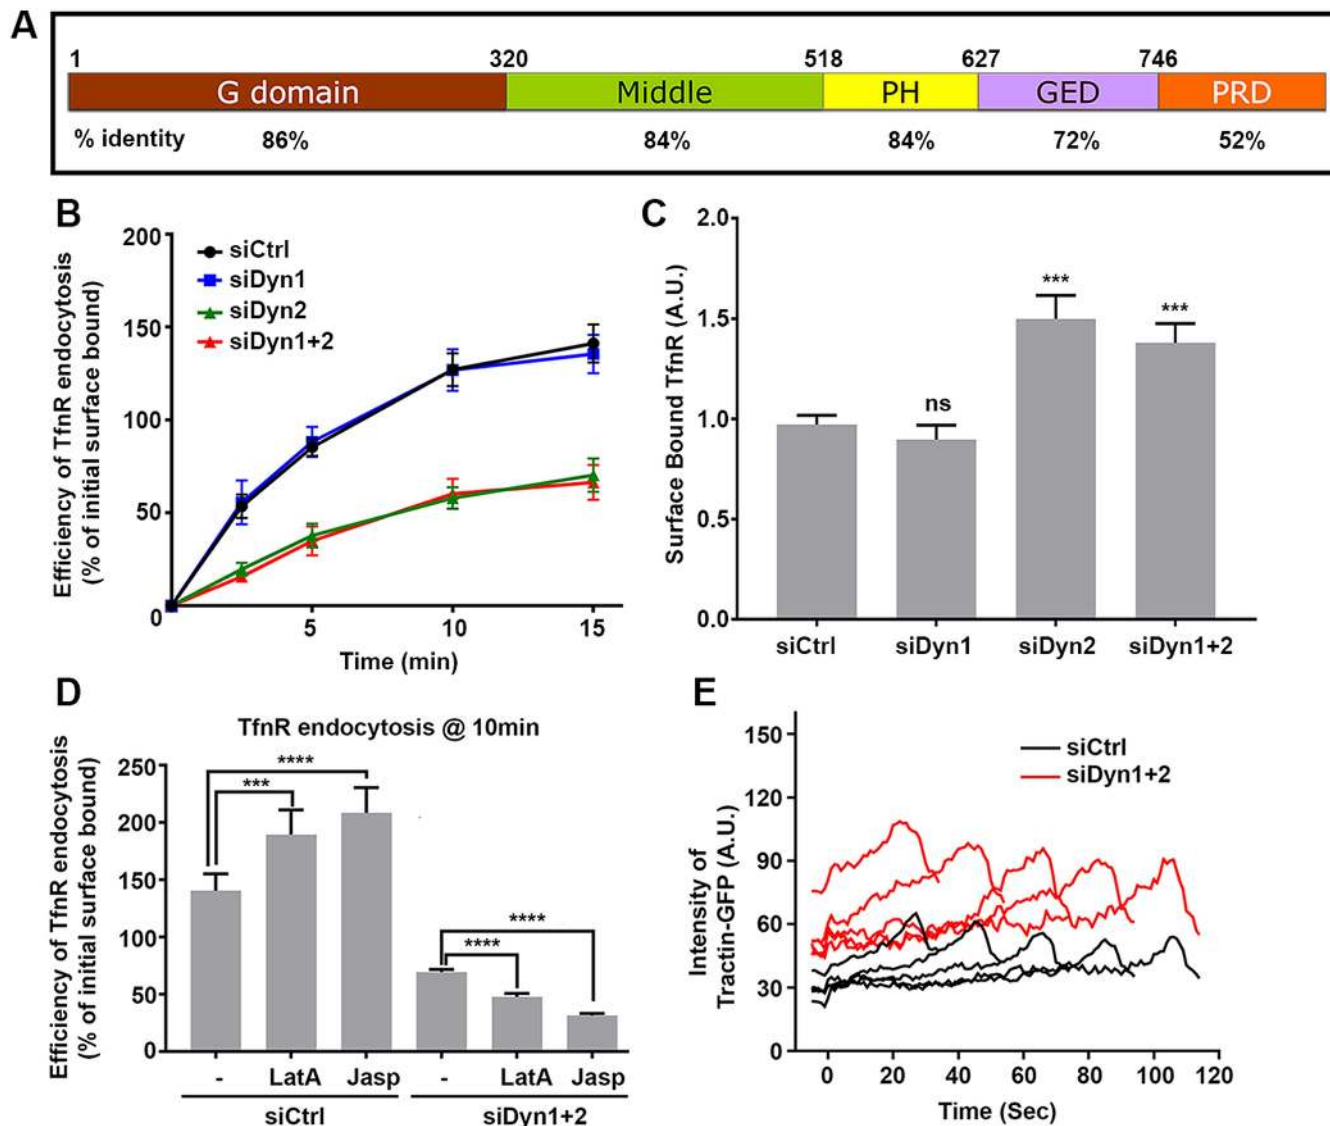 A
1 320 518 627 746
G domain Middle PH GED PRD
% identity 86% 84% 84% 72% 52%
B
Efficiency of TfnR endocytosis
(% of initial surface bound)
200
150
100
50
0
siCtrl
siDyn1
siDyn2
siDyn1+2
5 10 15
Time (min)
C
Surface Bound TfnR (A.U.)
2.0
1.5
1.0
0.5
0.0
ns
***
***
siCtrl siDyn1 siDyn2 siDyn1+2
D
TfnR endocytosis @ 10min
Efficiency of TfnR endocytosis
(% of initial surface bound)
250
200
150
100
50
0
****
***
****
****
- LatA Jasp - LatA Jasp
siCtrl siDyn1+2
E
Intensity of
Tractin-GFP (A.U.)
150
120
90
60
30
0
siCtrl
siDyn1+2
0 20 40 60 80 100 120
Time (Sec)